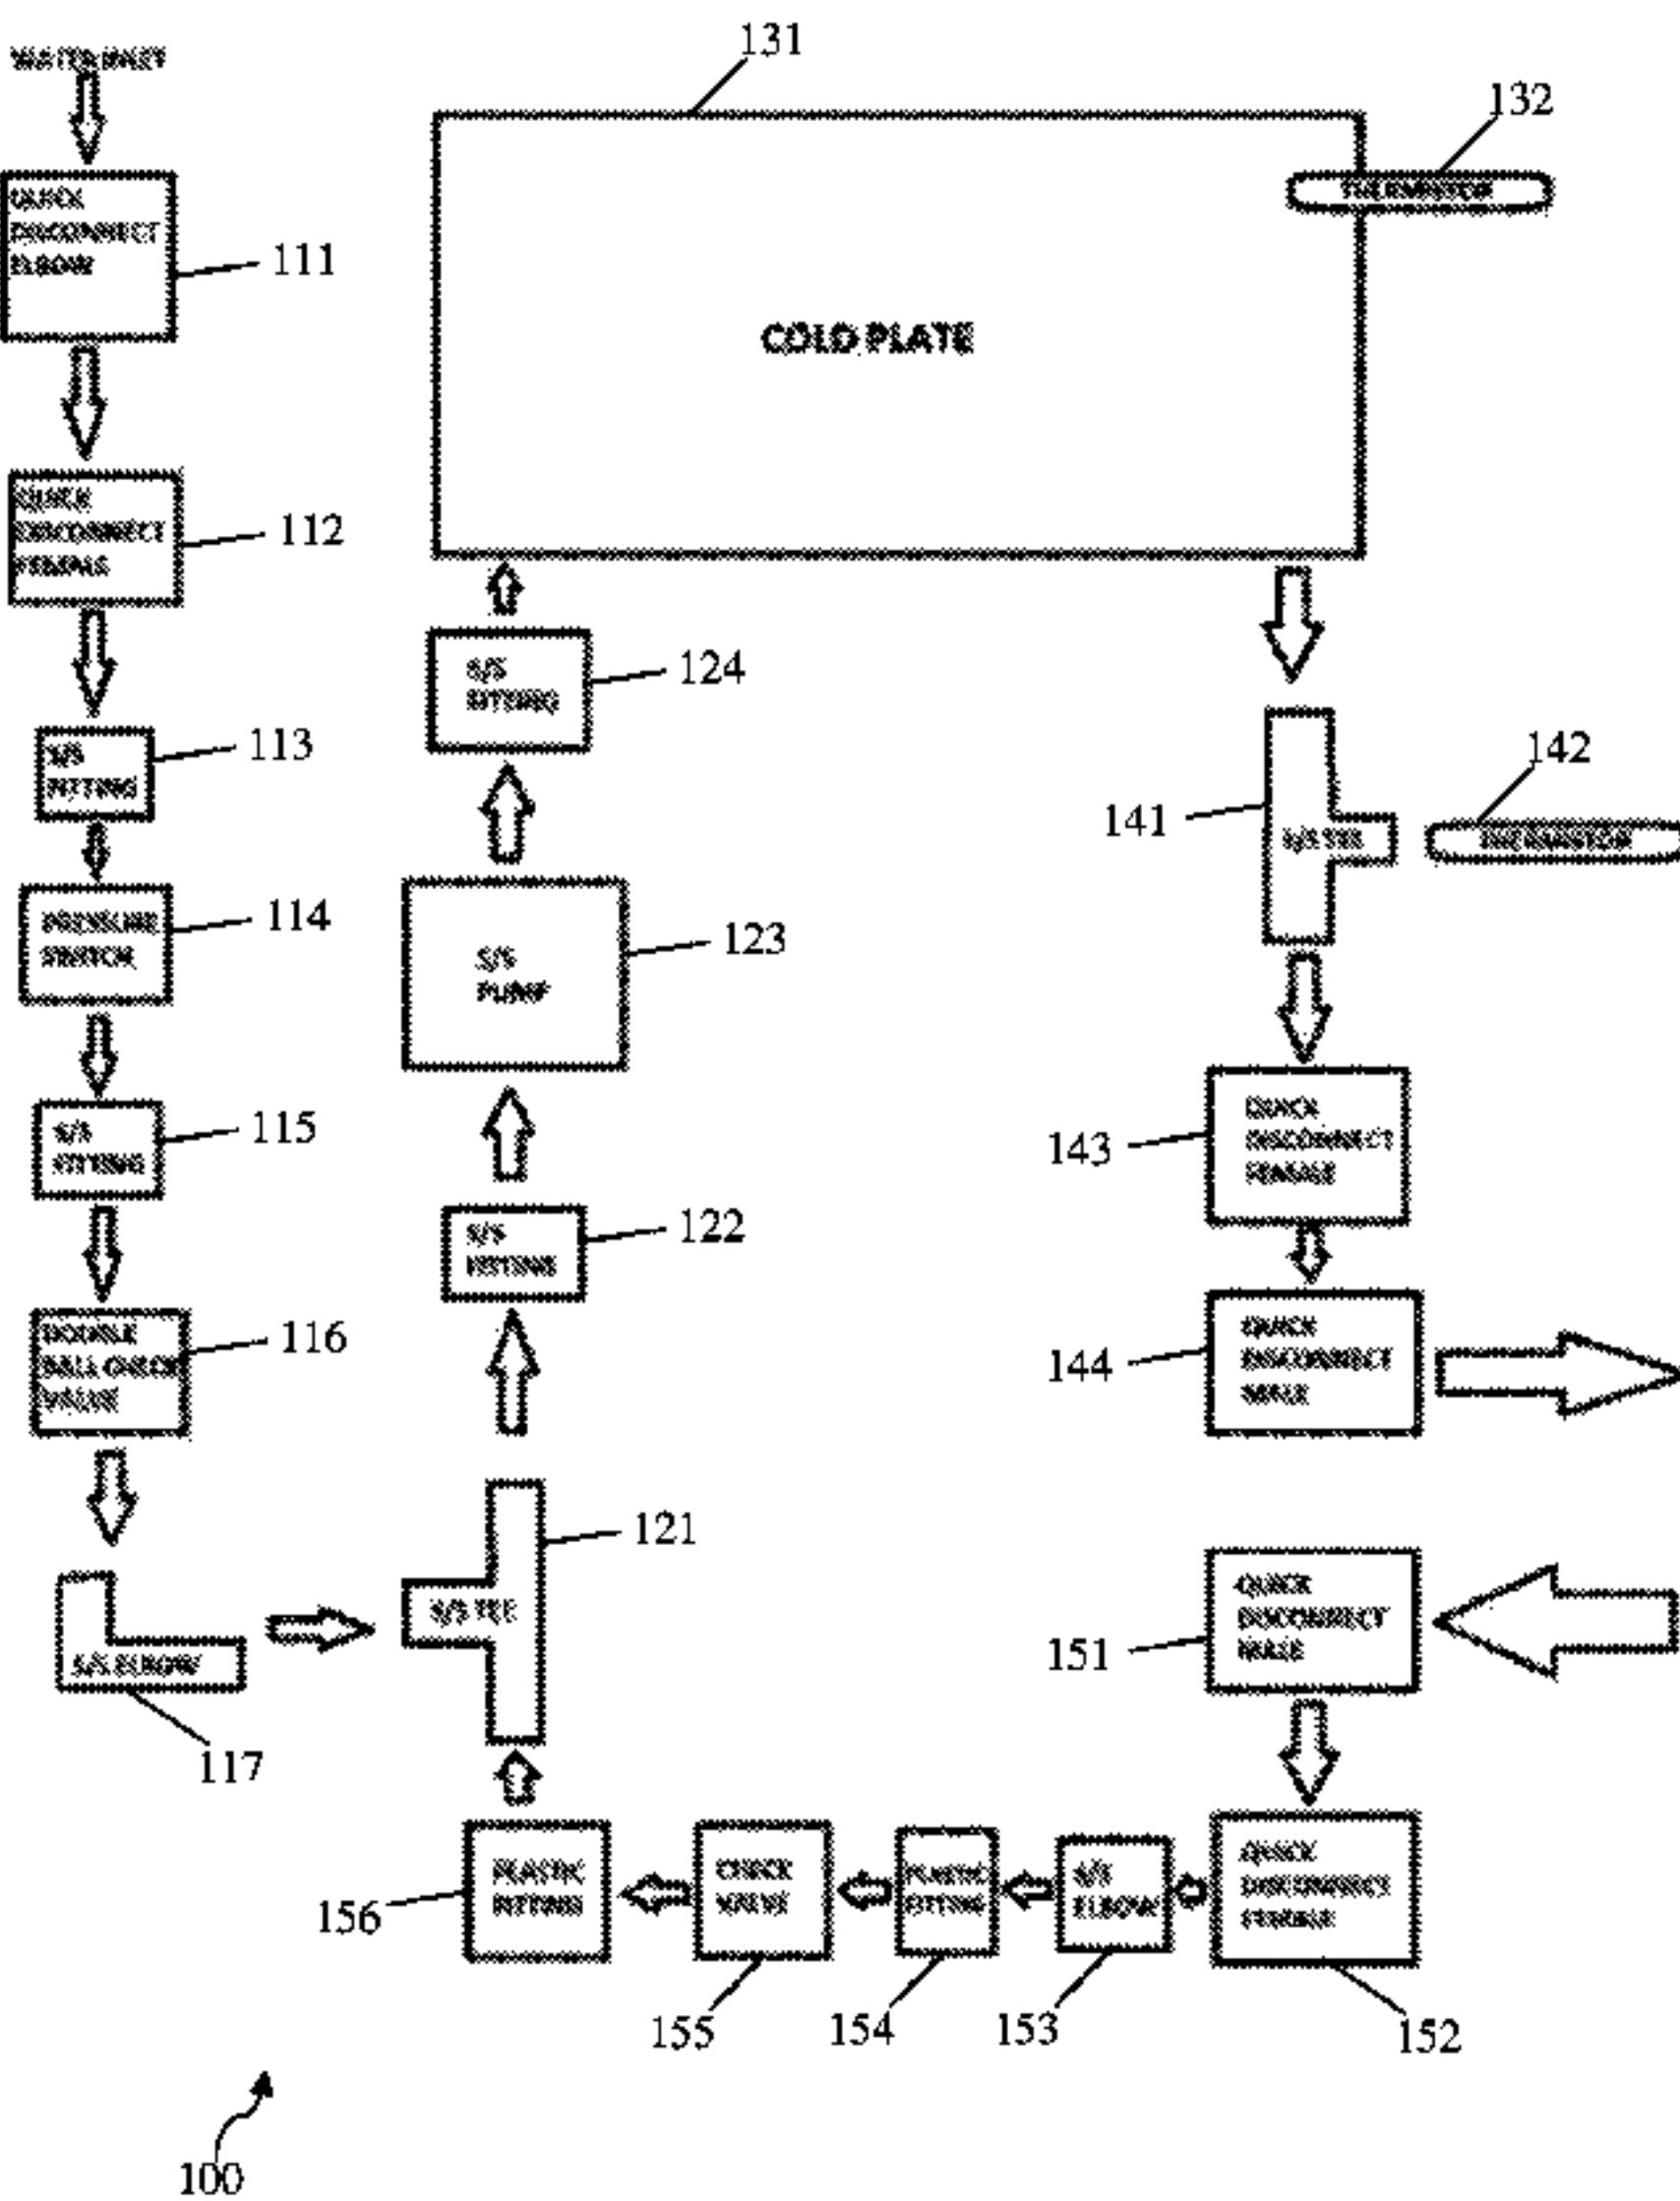 WATER INLET
131
132
THERMISTOR
QUICK
DISCONNECT
ELBOW
111
COLD PLATE
QUICK
DISCONNECT
FEMALE
112
S/S
FITTING
124
S/S
FITTING
113
142
141
S/S TEE
THERMISTOR
PRESSURE
SWITCH
114
S/S
PUMP
123
S/S
FITTING
115
QUICK
DISCONNECT
FEMALE
143
S/S
FITTING
122
DOUBLE
BALL CHECK
VALVE
116
QUICK
DISCONNECT
MALE
144
121
S/S TEE
S/S ELBOW
117
QUICK
DISCONNECT
MALE
151
PLASTIC
FITTING
156
CHECK
VALVE
PLASTIC
FITTING
S/S
ELBOW
QUICK
DISCONNECT
FEMALE
155
154
153
152
100